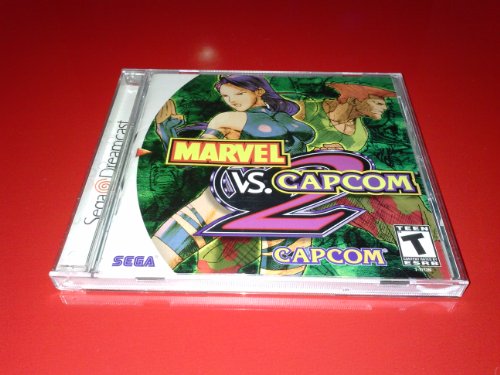 Sega Dreamcast
MARVEL
VS. CAPCOM
2
CAPCOM
SEGA
TEEN
T
ESRB